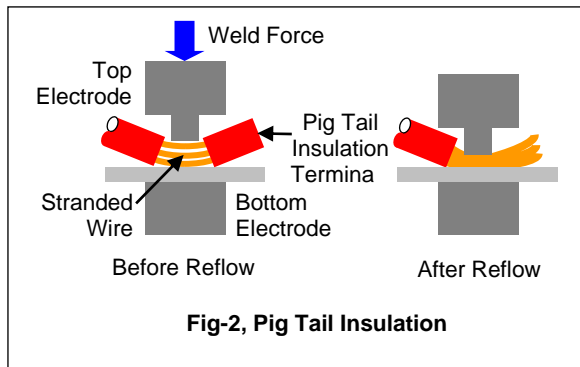 Weld Force
Top
Electrode
Pig Tail
Insulation
Termina
Stranded
Wire
Bottom
Electrode
Before Reflow
After Reflow
Fig-2, Pig Tail Insulation